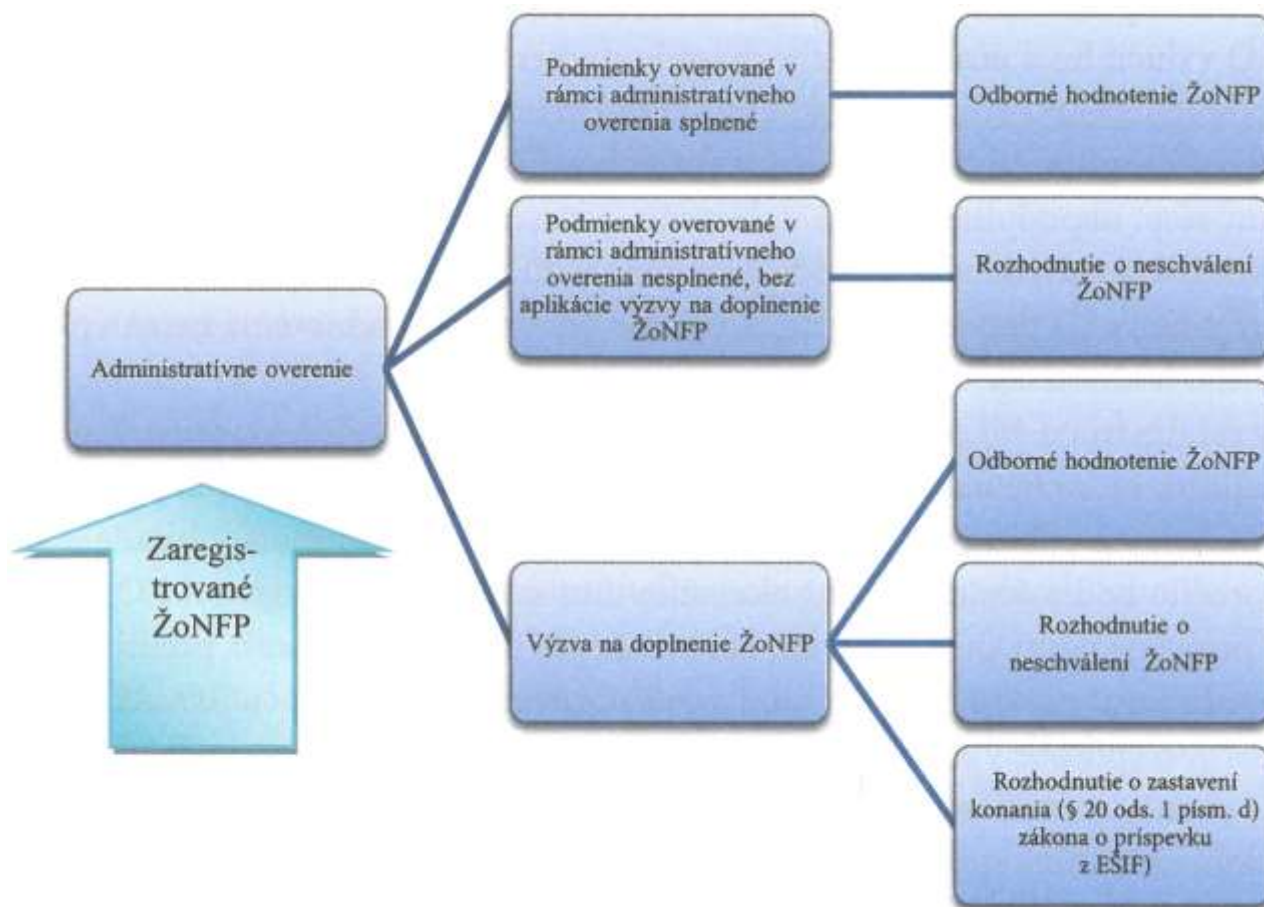 Podmienky overované v
rámci administratívneho
overenia splnené
Odborné hodnotenie ŽoNFP
Podmienky overované v
rámci administratívneho
overenia nesplnené, bez
aplikácie výzvy na doplnenie
ŽoNFP
Rozhodnutie o neschválení
ŽoNFP
Administratívne overenie
Zaregis-
trované
ŽoNFP
Výzva na doplnenie ŽoNFP
Odborné hodnotenie ŽoNFP
Rozhodnutie o
neschválení ŽoNFP
Rozhodnutie o zastavení
konania (§ 20 ods. 1 písm. d)
zákona o príspevku
z EŠIF)